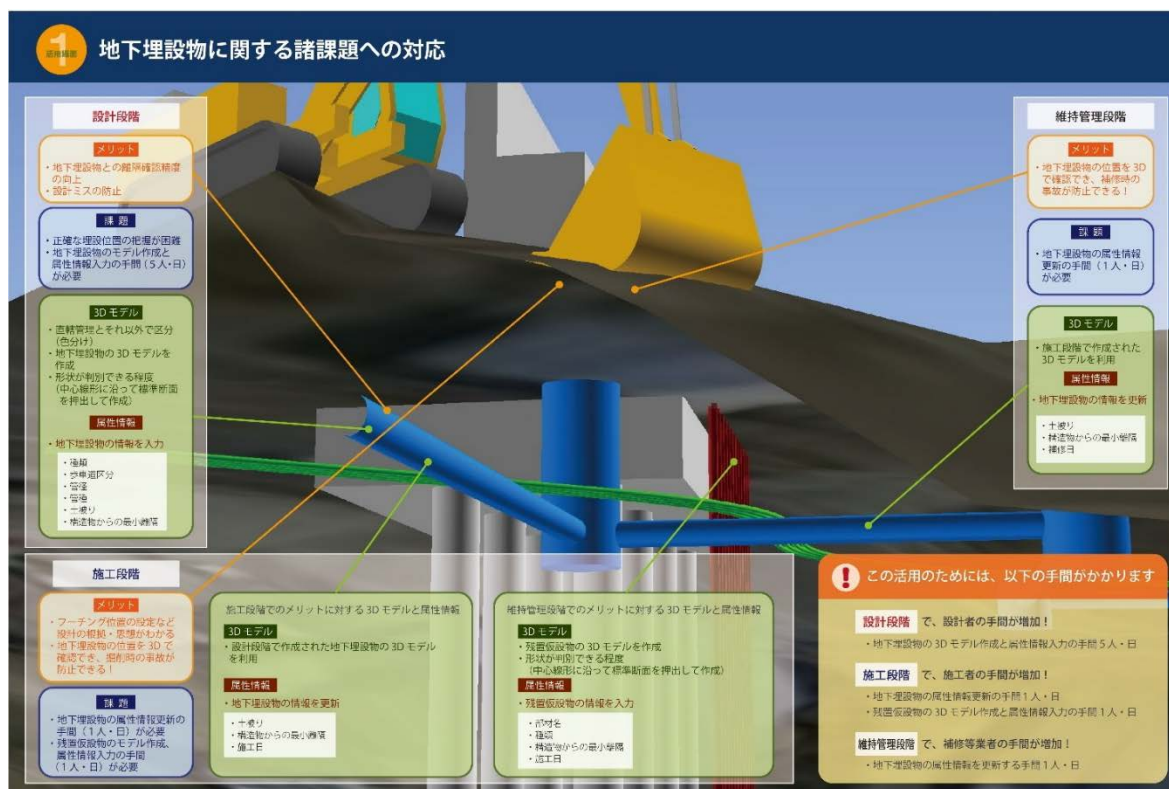 1
地下埋設物に関する諸課題への対応
設計段階
メリット
・地下埋設物との離隔確認精度
の向上
・設計ミスの防止
課題
・正確な埋設位置の把握が困難
・地下埋設物のモデル作成と
属性情報入力の手間（5人・日）
が必要
3Dモデル
・直轄管理とそれ以外で区分
（色分け）
・地下埋設物の3Dモデルを
作成
・形状が判別できる程度
（中心線形に沿って標準断面
を押出して作成）
属性情報
・地下埋設物の情報を入力
・種類
・歩車道区分
・管径
・管種
・土被り
・構造物からの最小離隔
維持管理段階
メリット
・地下埋設物の位置を3D
で確認でき、補修時の
事故が防止できる！
課題
・地下埋設物の属性情報
更新の手間（1人・日）
が必要
3Dモデル
・施工段階で作成された
3Dモデルを利用
属性情報
・地下埋設物の情報を更新
・土被り
・構造物からの最小離隔
・補修日
施工段階
メリット
・フーチング位置の設定など
設計の根拠・思想がわかる
・地下埋設物の位置を3Dで
確認でき、掘削時の事故が
防止できる！
課題
・地下埋設物の属性情報更新の
手間（1人・日）が必要
・残置仮設物のモデル作成、
属性情報入力の手間
（1人・日）が必要
施工段階でのメリットに対する3Dモデルと属性情報
3Dモデル
・設計段階で作成された地下埋設物の3Dモデル
を利用
属性情報
・地下埋設物の情報を更新
・土被り
・構造物からの最小離隔
・施工日
維持管理段階でのメリットに対する3Dモデルと属性情報
3Dモデル
・残置仮設物の3Dモデルを作成
・形状が判別できる程度
（中心線形に沿って標準断面を押出して作成）
属性情報
・残置仮設物の情報を入力
・部材名
・種類
・構造物からの最小離隔
・施工日
！この活用のためには、以下の手間がかかります
設計段階 で、設計者の手間が増加！
・地下埋設物の3Dモデル作成と属性情報入力の手間5人・日
施工段階 で、施工者の手間が増加！
・地下埋設物の属性情報更新の手間1人・日
・残置仮設物の3Dモデル作成と属性情報入力の手間1人・日
維持管理段階 で、補修等業者の手間が増加！
・地下埋設物の属性情報を更新する手間1人・日